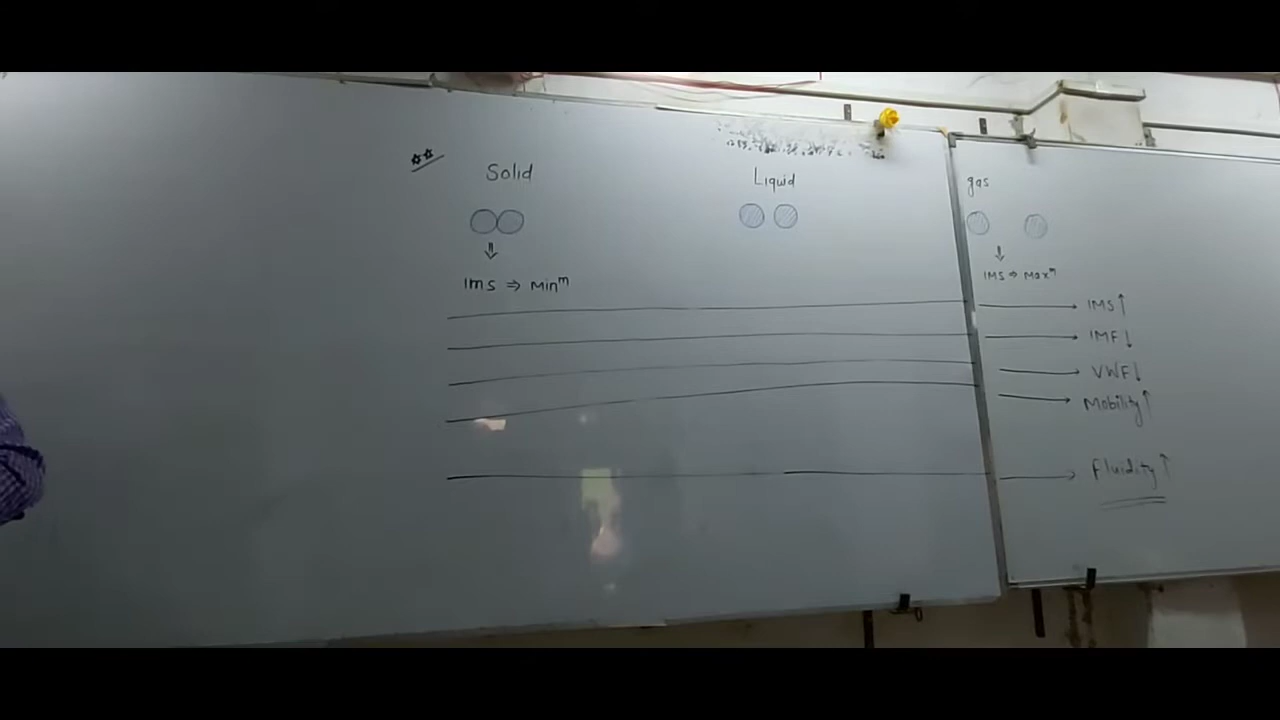 Solid Liquid gas
IMS ⇒ Minᵐ IMS ⇒ Maxᵐ
IMS↑
IMF↓
VWF↓
Mobility↑
Fluidity↑